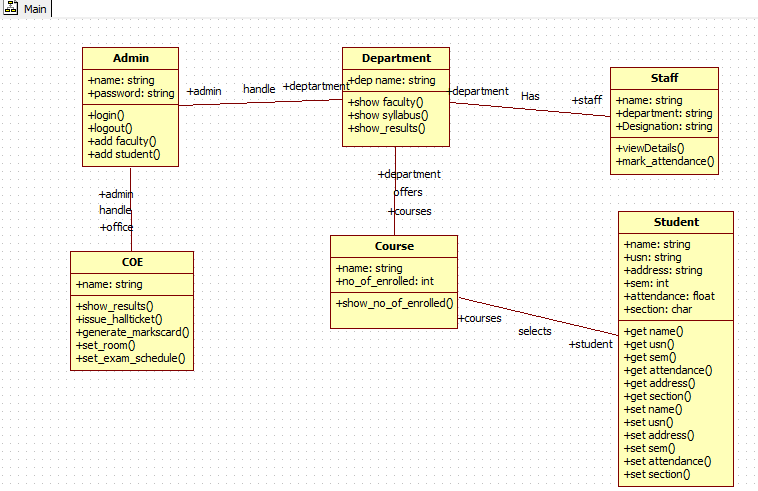 Main
Admin
+name: string
+password: string
+login()
+logout()
+add faculty()
+add student()
+admin
handle
+deptartment
Department
+dep name: string
+show faculty()
+show syllabus()
+show_results()
+department
Has
+staff
Staff
+name: string
+department: string
+Designation: string
+viewDetails()
+mark_attendance()
+admin
handle
+office
+department
offers
+courses
COE
+name: string
+show_results()
+issue_hallticket()
+generate_markscard()
+set_room()
+set_exam_schedule()
Course
+name: string
+no_of_enrolled: int
+show_no_of_enrolled()
+courses
selects
+student
Student
+name: string
+usn: string
+address: string
+sem: int
+attendance: float
+section: char
+get name()
+get usn()
+get sem()
+get attendance()
+get address()
+get section()
+set name()
+set usn()
+set address()
+set sem()
+set attendance()
+set section()